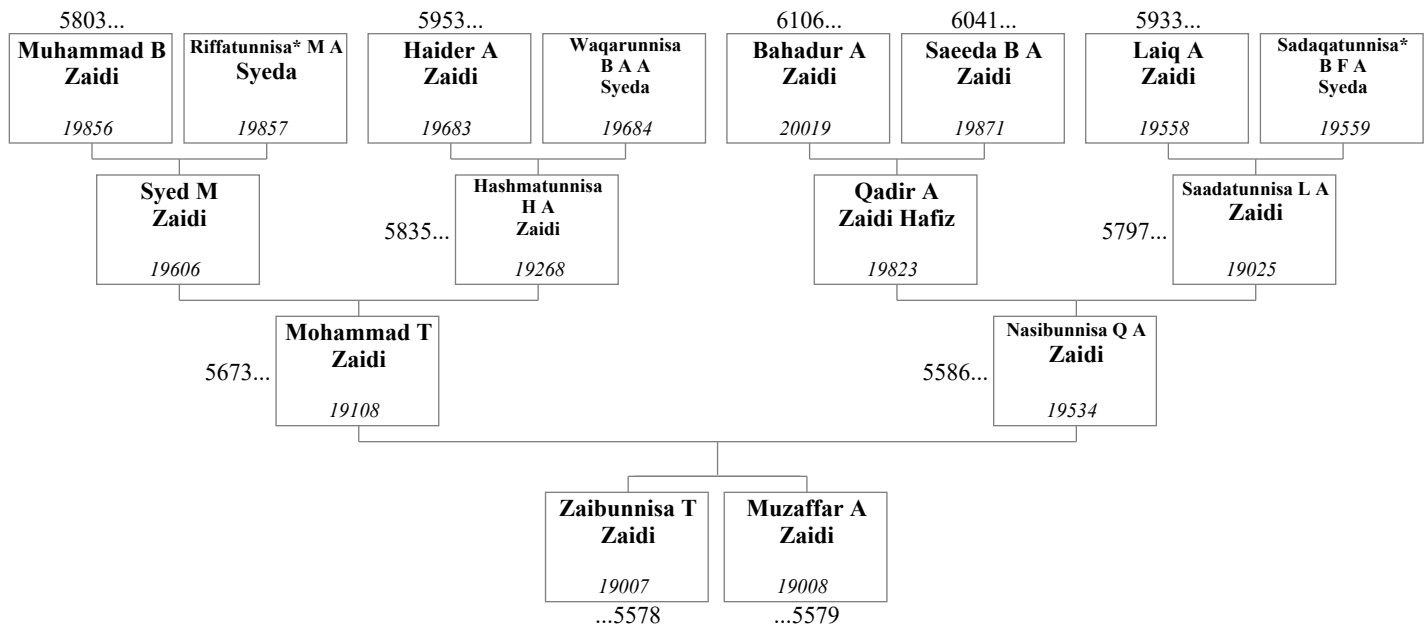 5803...
5953...
6106...
6041...
5933...
Muhammad B
Zaidi
19856
Riffatunnisa* M A
Syeda
19857
Haider A
Zaidi
19683
Waqarunnisa
B A A
Syeda
19684
Bahadur A
Zaidi
20019
Saeeda B A
Zaidi
19871
Laiq A
Zaidi
19558
Sadaqatunnisa*
B F A
Syeda
19559
Syed M
Zaidi
19606
5835...
Hashmatunnisa
H A
Zaidi
19268
Qadir A
Zaidi Hafiz
19823
5797...
Saadatunnisa L A
Zaidi
19025
5673...
Mohammad T
Zaidi
19108
5586...
Nasibunnisa Q A
Zaidi
19534
Zaibunnisa T
Zaidi
19007
...5578
Muzaffar A
Zaidi
19008
...5579